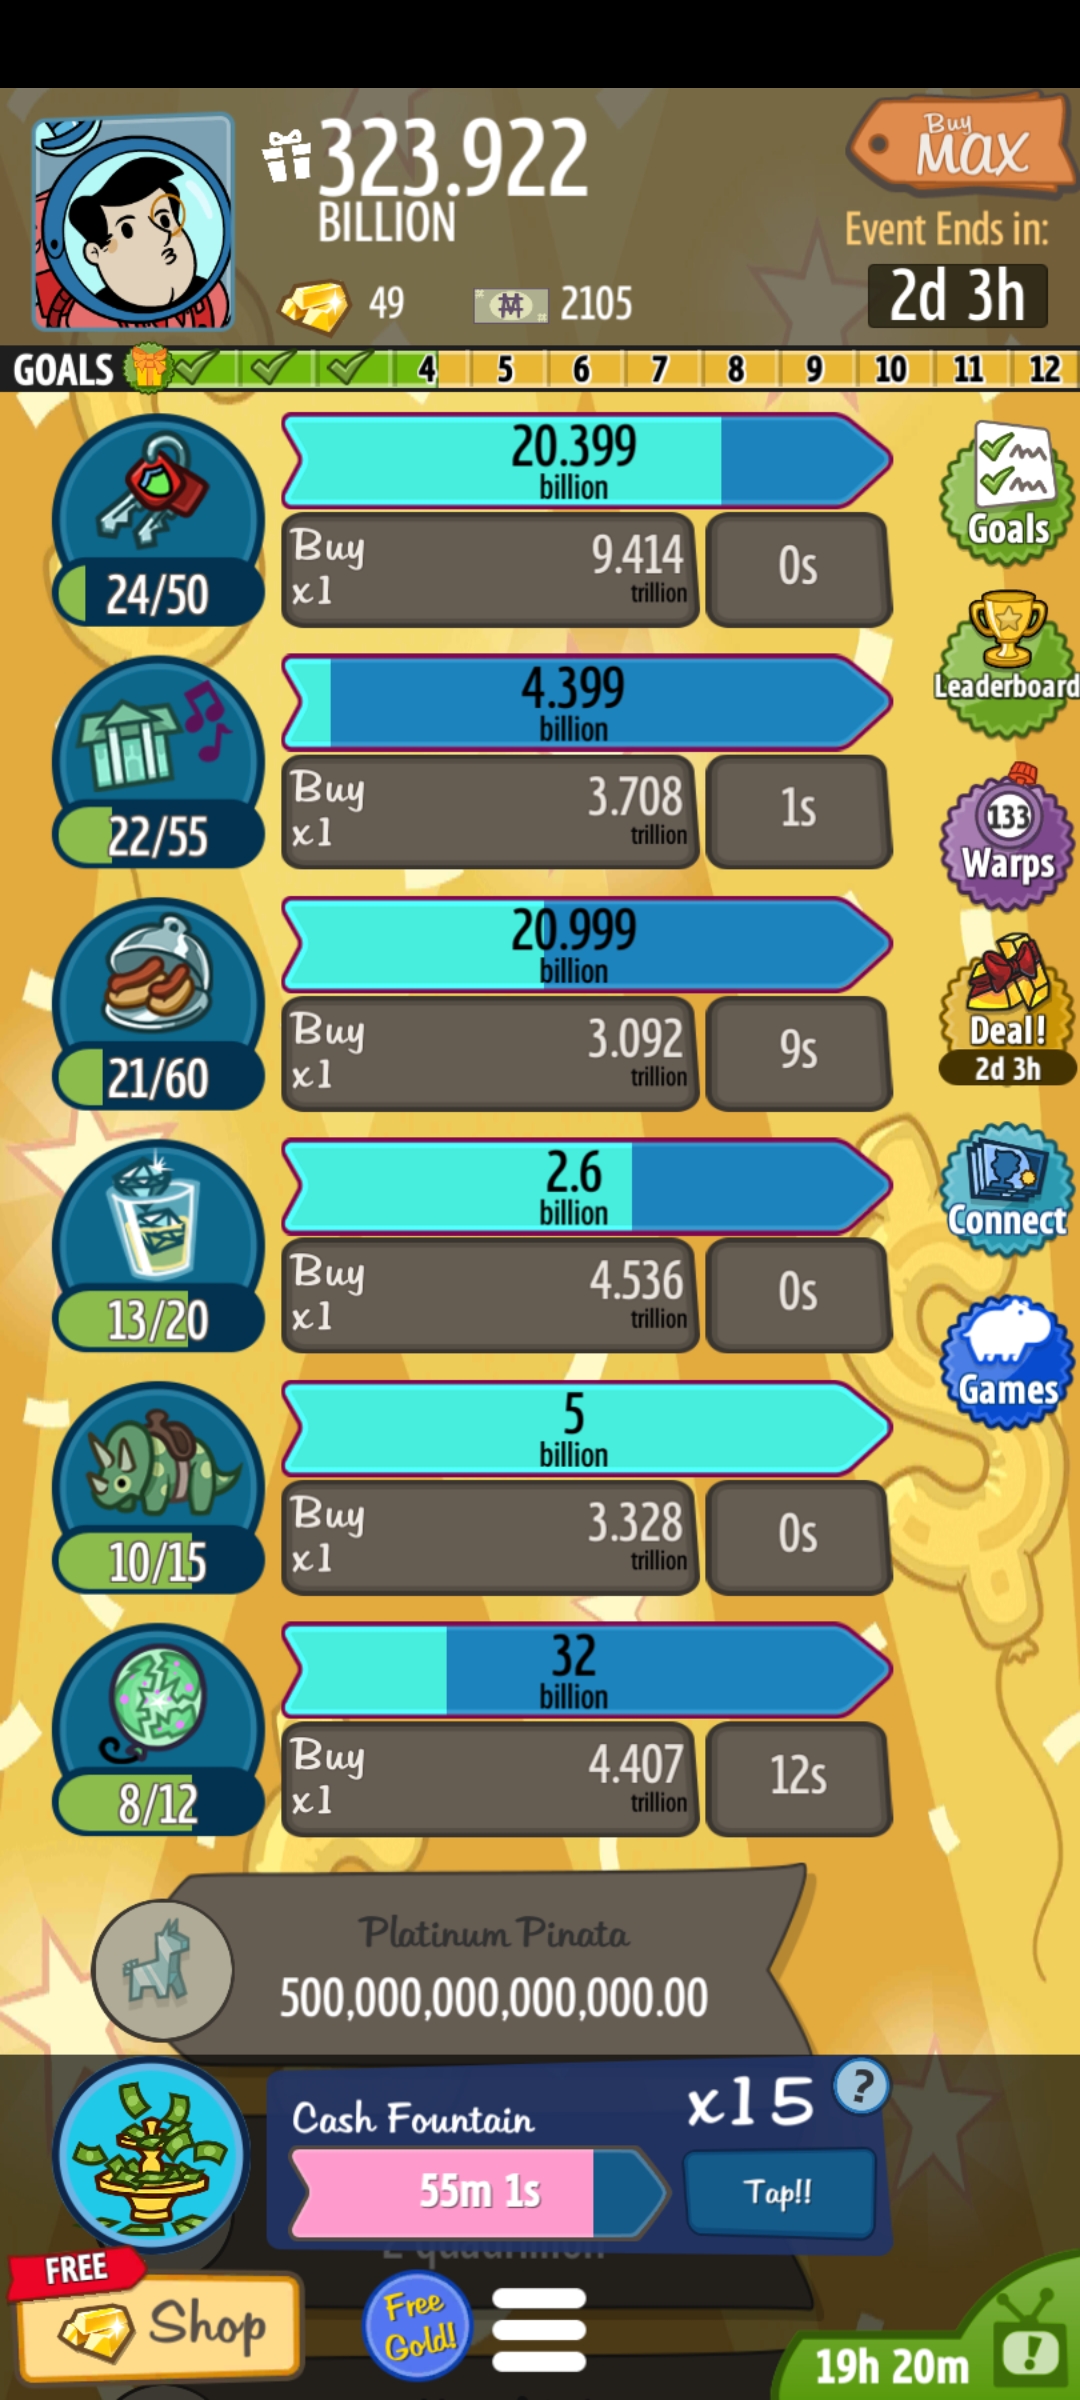 323.922
BILLION
Buy
MAX
Event Ends in:
2d 3h
49
2105
GOALS 4 5 6 7 8 9 10 11 12
20.399
billion
Buy
x1
9.414
trillion
0s
24/50
Goals
4.399
billion
Buy
x1
3.708
trillion
1s
22/55
Leaderboard
133
Warps
20.999
billion
Buy
x1
3.092
trillion
9s
21/60
Deal!
2d 3h
2.6
billion
Buy
x1
4.536
trillion
0s
13/20
Connect
5
billion
Buy
x1
3.328
trillion
0s
10/15
Games
32
billion
Buy
x1
4.407
trillion
12s
8/12
Platinum Pinata
500,000,000,000,000.00
Cash Fountain
x15
?
55m 1s
Tap!!
2 quadrillion
FREE
Shop
Free
Gold!
19h 20m
!